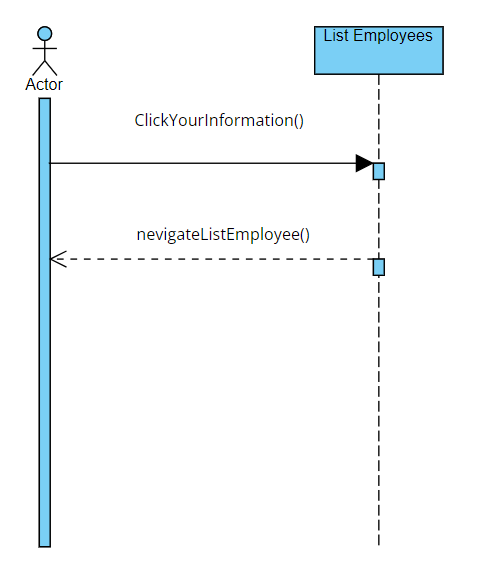 List Employees
Actor
ClickYourInformation()
nevigateListEmployee()